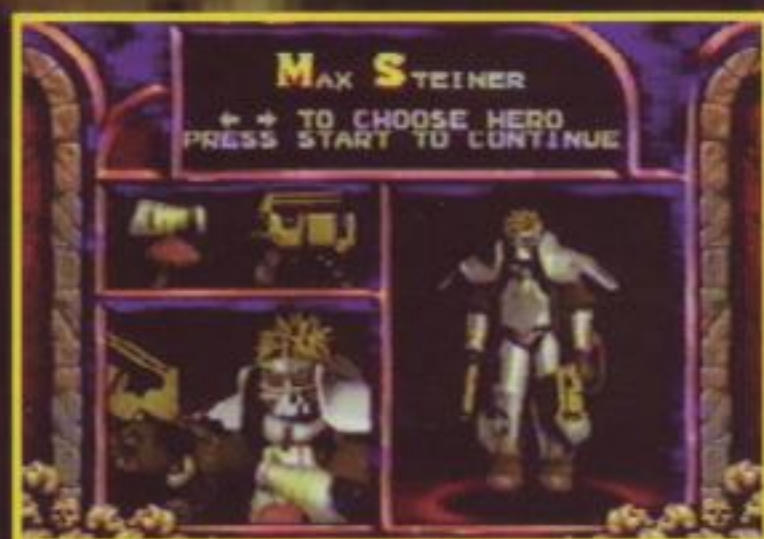 MAX STEINER
← → TO CHOOSE HERO
PRESS START TO CONTINUE